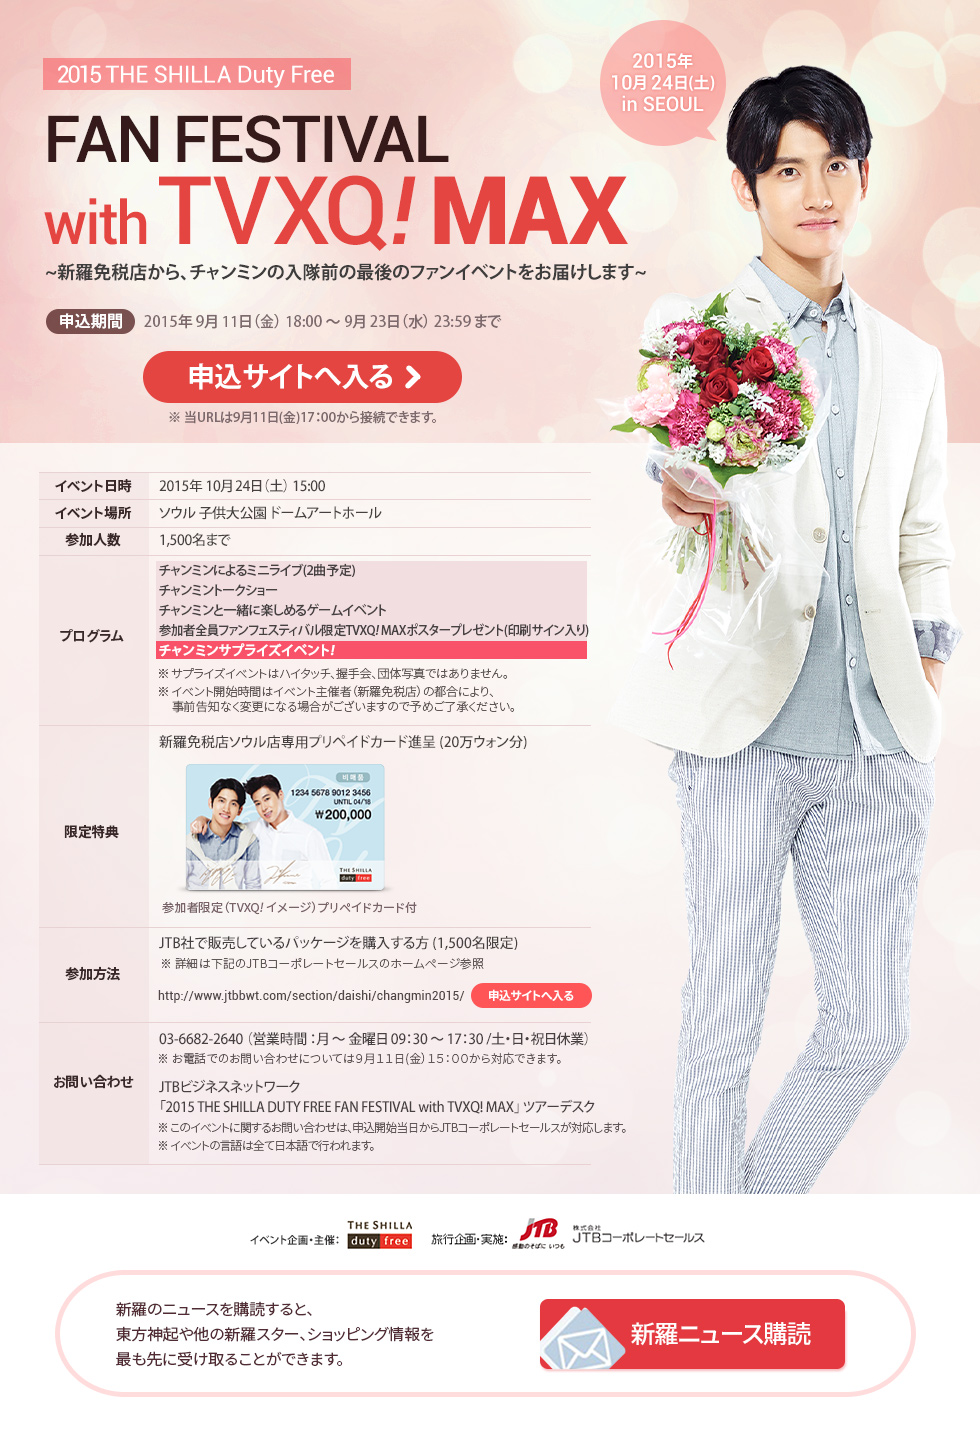 2015 THE SHILLA Duty Free
2015年
10月 24日(土)
in SEOUL
FAN FESTIVAL
with TVXQ! MAX
~新羅免税店から、チャンミンの入隊前の最後のファンイベントをお届けします~
申込期間 2015年 9月 11日（金） 18:00 ～ 9月 23日（水） 23:59 まで
申込サイトへ入る
※ 当URLは9月11日(金)17：00から接続できます。
イベント日時 2015年 10月24日（土） 15:00
イベント場所 ソウル 子供大公園 ドームアートホール
参加人数 1,500名まで
プログラム
チャンミンによるミニライブ(2曲予定)
チャンミントークショー
チャンミンと一緒に楽しめるゲームイベント
参加者全員ファンフェスティバル限定TVXQ! MAXポスタープレゼント(印刷サイン入り)
チャンミンサプライズイベント!
※ サプライズイベントはハイタッチ、握手会、団体写真ではありません。
※ イベント開始時間はイベント主催者（新羅免税店）の都合により、
事前告知なく変更になる場合がございますので予めご了承ください。
限定特典
新羅免税店ソウル店専用プリペイドカード進呈 (20万ウォン分)
비매품
1234 5678 9012 3456
UNTIL 04/18
₩200,000
THE SHILLA
duty free
参加者限定（TVXQ! イメージ）プリペイドカード付
参加方法
JTB社で販売しているパッケージを購入する方 (1,500名限定)
※ 詳細は下記のJTBコーポレートセールスのホームページ参照
http://www.jtbbwt.com/section/daishi/changmin2015/ 申込サイトへ入る
お問い合わせ
03-6682-2640（営業時間：月～ 金曜日 09：30 ～ 17：30 /土・日・祝日休業）
※ お電話でのお問い合わせについては９月１１日(金）１５：００から対応できます。
JTBビジネスネットワーク
「2015 THE SHILLA DUTY FREE FAN FESTIVAL with TVXQ! MAX」 ツアーデスク
※ このイベントに関するお問い合わせは、申込開始当日からJTBコーポレートセールスが対応します。
※ イベントの言語は全て日本語で行われます。
イベント企画・主催： THE SHILLA
duty free
旅行企画・実施： JTB
感動のそばに いつも
株式会社
JTBコーポレートセールス
新羅のニュースを購読すると、
東方神起や他の新羅スター、ショッピング情報を
最も先に受け取ることができます。
新羅ニュース購読